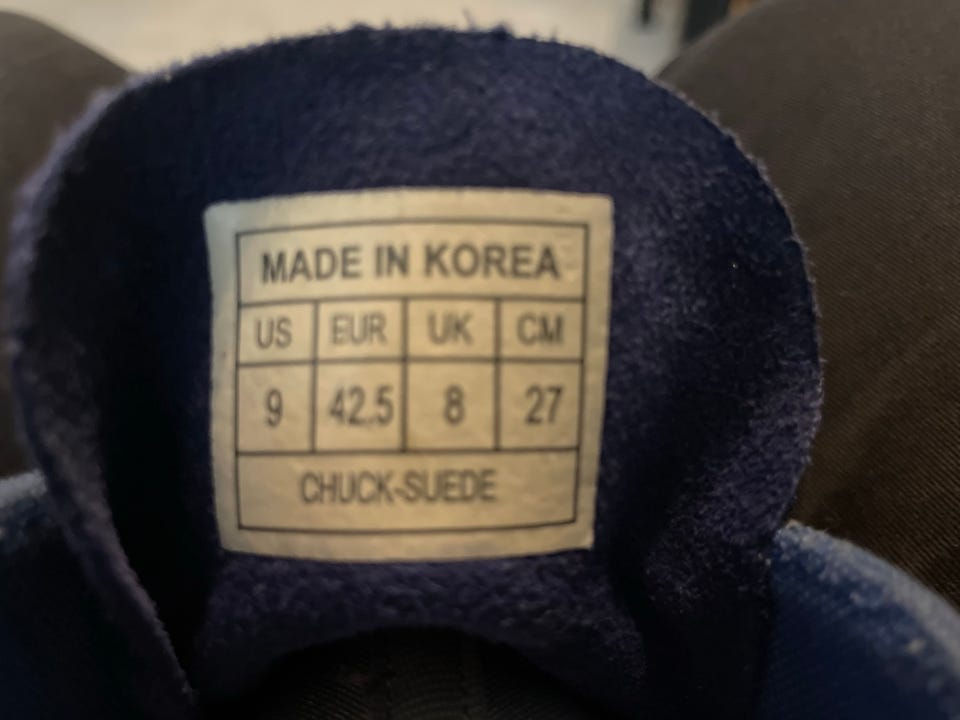 MADE IN KOREA
US EUR UK CM
9 42.5 8 27
CHUCK-SUEDE